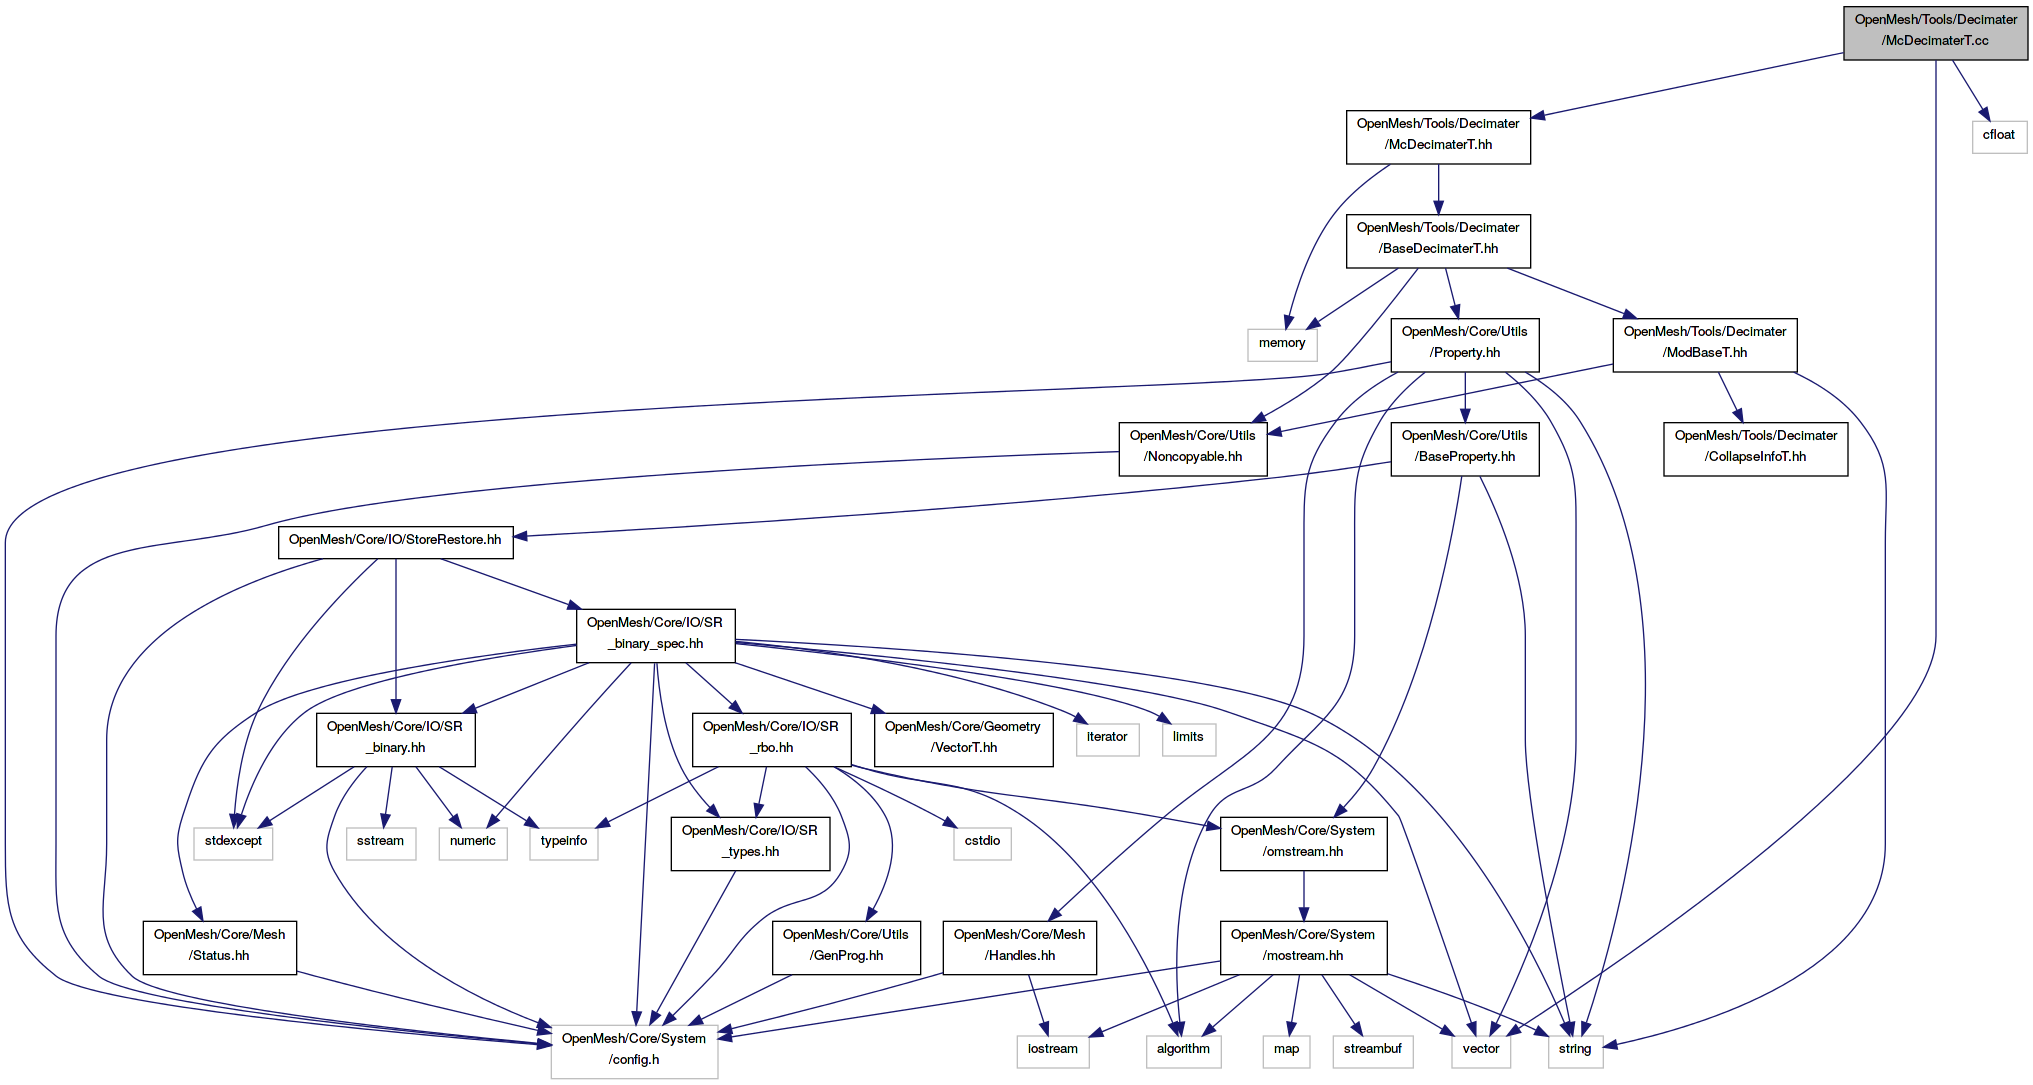 OpenMesh/Tools/Decimater
/McDecimaterT.cc
OpenMesh/Tools/Decimater
/McDecimaterT.hh
cfloat
OpenMesh/Tools/Decimater
/BaseDecimaterT.hh
memory
OpenMesh/Core/Utils
/Property.hh
OpenMesh/Tools/Decimater
/ModBaseT.hh
OpenMesh/Core/Utils
/Noncopyable.hh
OpenMesh/Core/Utils
/BaseProperty.hh
OpenMesh/Tools/Decimater
/CollapseInfoT.hh
OpenMesh/Core/IO/StoreRestore.hh
OpenMesh/Core/IO/SR
_binary_spec.hh
OpenMesh/Core/IO/SR
_binary.hh
OpenMesh/Core/IO/SR
_rbo.hh
OpenMesh/Core/Geometry
/VectorT.hh
iterator
limits
stdexcept
sstream
numeric
typeinfo
OpenMesh/Core/IO/SR
_types.hh
cstdio
OpenMesh/Core/System
/omstream.hh
OpenMesh/Core/Mesh
/Status.hh
OpenMesh/Core/Utils
/GenProg.hh
OpenMesh/Core/Mesh
/Handles.hh
OpenMesh/Core/System
/mostream.hh
OpenMesh/Core/System
/config.h
iostream
algorithm
map
streambuf
vector
string